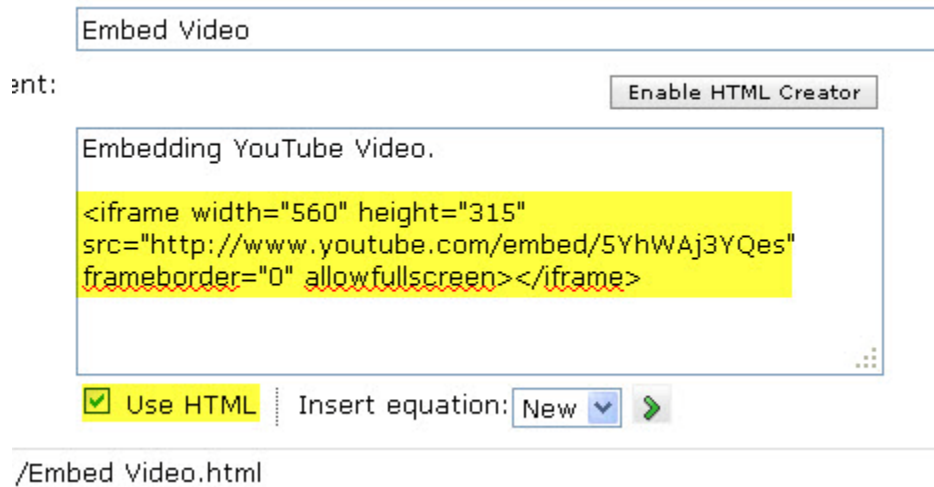 Embed Video
ent:
Enable HTML Creator
Embedding YouTube Video.
<iframe width="560" height="315"
src="http://www.youtube.com/embed/5YhWAj3YQes"
frameborder="0" allowfullscreen></iframe>
Use HTML Insert equation: New
/Embed Video.html